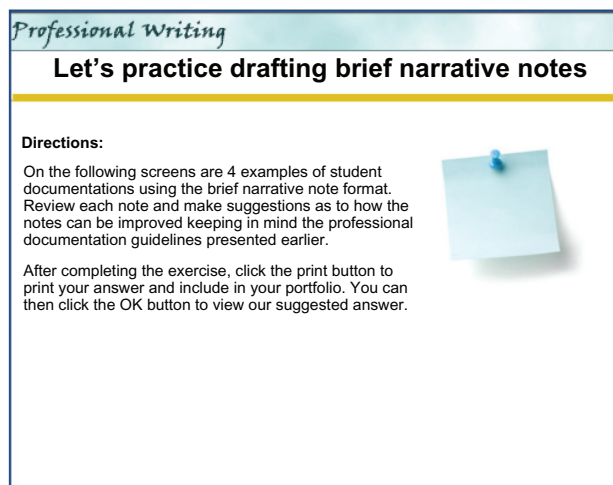 Professional Writing
Let's practice drafting brief narrative notes
Directions:
On the following screens are 4 examples of student
documentations using the brief narrative note format.
Review each note and make suggestions as to how the
notes can be improved keeping in mind the professional
documentation guidelines presented earlier.
After completing the exercise, click the print button to
print your answer and include in your portfolio. You can
then click the OK button to view our suggested answer.